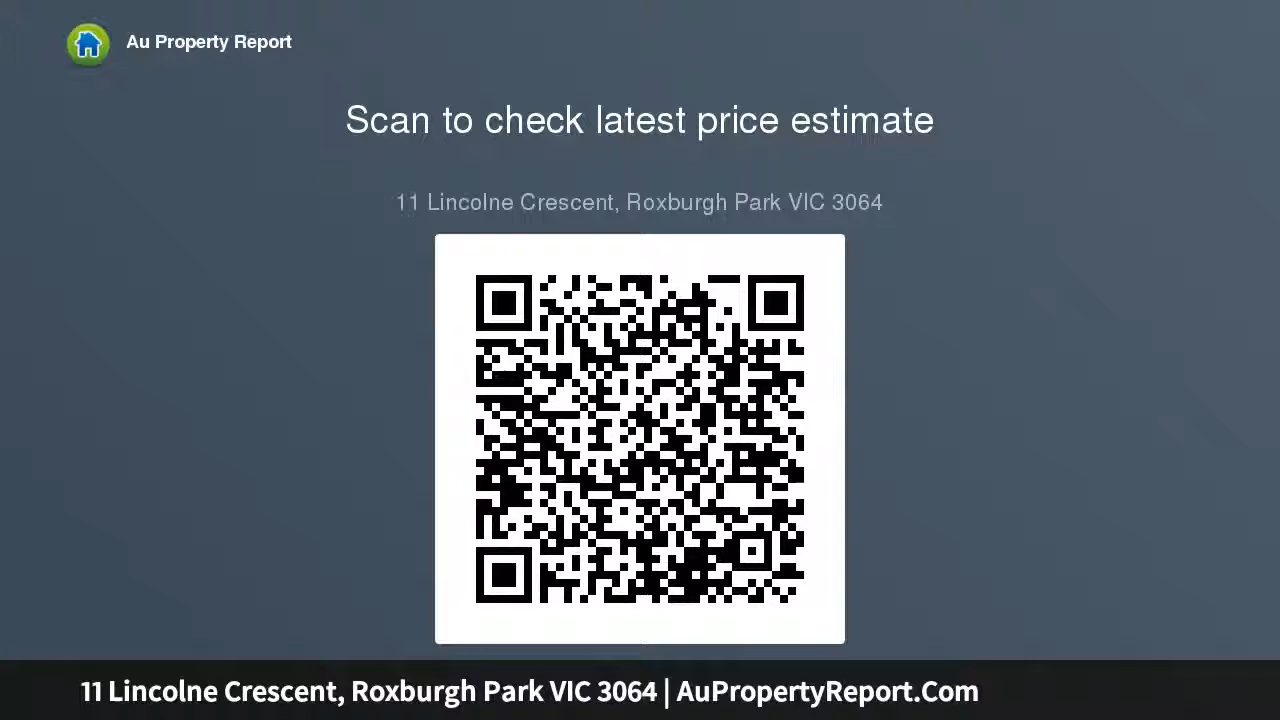 Au Property Report
Scan to check latest price estimate
11 Lincolne Crescent, Roxburgh Park VIC 3064
11 Lincolne Crescent, Roxburgh Park VIC 3064 | AuPropertyReport.Com